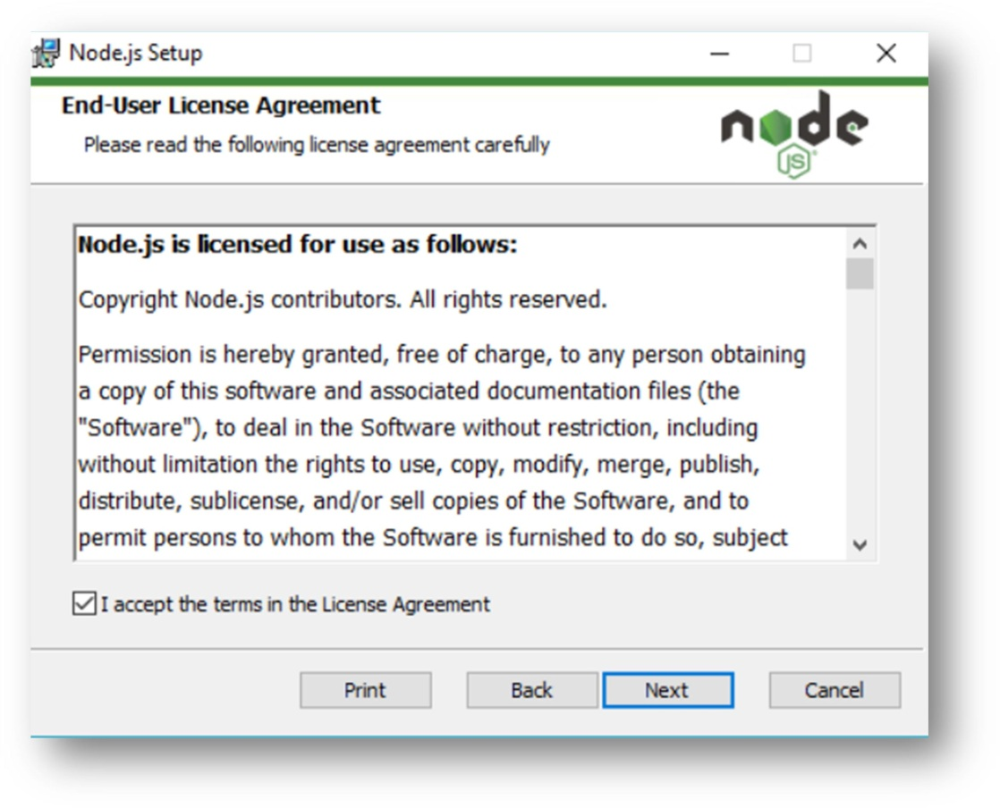 Node.js Setup
End-User License Agreement
Please read the following license agreement carefully
node
JS
Node.js is licensed for use as follows:
Copyright Node.js contributors. All rights reserved.
Permission is hereby granted, free of charge, to any person obtaining
a copy of this software and associated documentation files (the
"Software"), to deal in the Software without restriction, including
without limitation the rights to use, copy, modify, merge, publish,
distribute, sublicense, and/or sell copies of the Software, and to
permit persons to whom the Software is furnished to do so, subject
I accept the terms in the License Agreement
Print Back Next Cancel